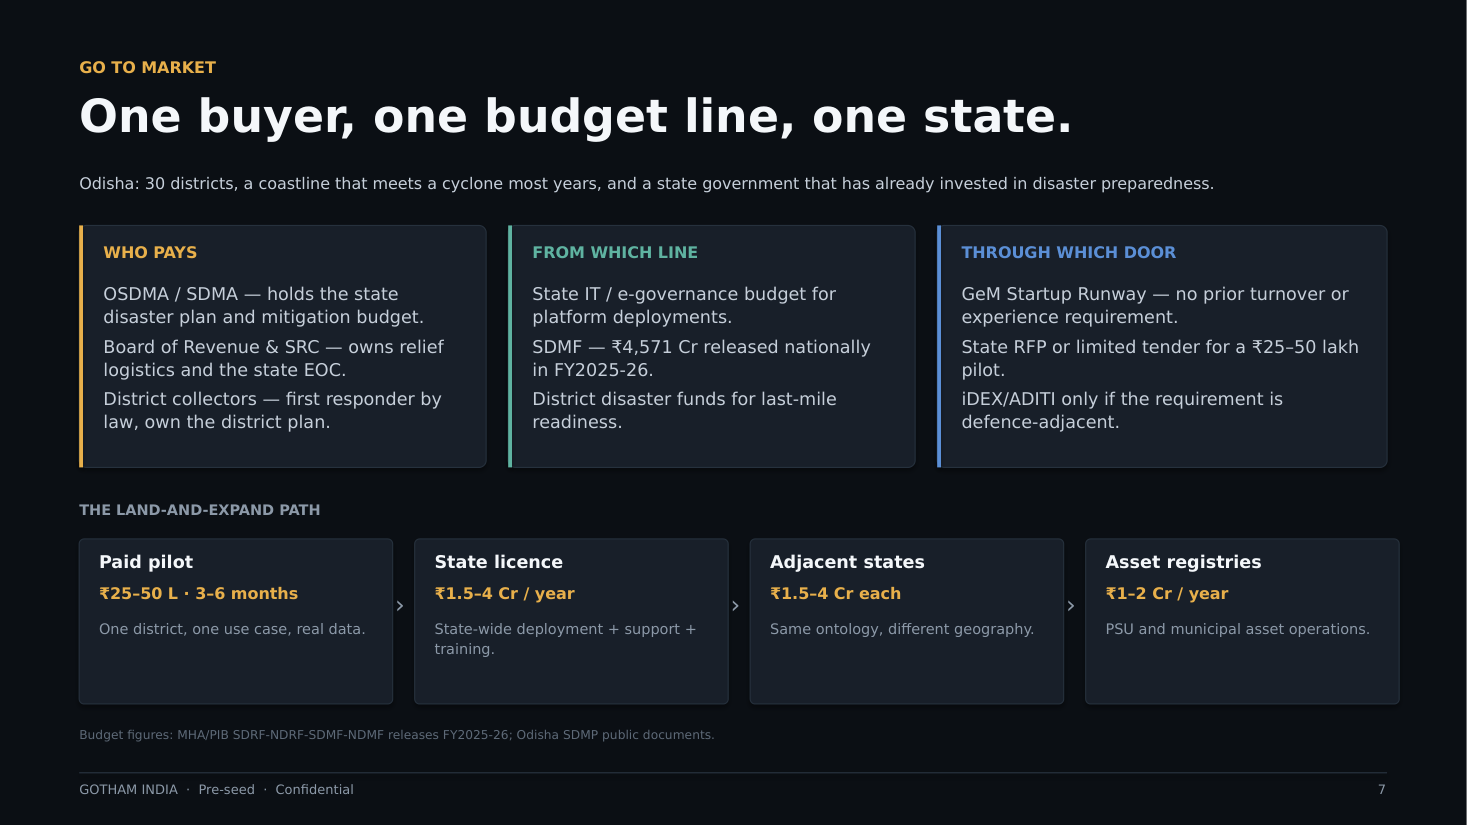 GO TO MARKET
One buyer, one budget line, one state.
Odisha: 30 districts, a coastline that meets a cyclone most years, and a state government that has already invested in disaster preparedness.
WHO PAYS
OSDMA / SDMA — holds the state
disaster plan and mitigation budget.
Board of Revenue & SRC — owns relief
logistics and the state EOC.
District collectors — first responder by
law, own the district plan.
FROM WHICH LINE
State IT / e-governance budget for
platform deployments.
SDMF — ₹4,571 Cr released nationally
in FY2025-26.
District disaster funds for last-mile
readiness.
THROUGH WHICH DOOR
GeM Startup Runway — no prior turnover or
experience requirement.
State RFP or limited tender for a ₹25–50 lakh
pilot.
iDEX/ADITI only if the requirement is
defence-adjacent.
THE LAND-AND-EXPAND PATH
Paid pilot
₹25–50 L · 3–6 months
One district, one use case, real data.
›
State licence
₹1.5–4 Cr / year
State-wide deployment + support +
training.
›
Adjacent states
₹1.5–4 Cr each
Same ontology, different geography.
›
Asset registries
₹1–2 Cr / year
PSU and municipal asset operations.
Budget figures: MHA/PIB SDRF-NDRF-SDMF-NDMF releases FY2025-26; Odisha SDMP public documents.
GOTHAM INDIA · Pre-seed · Confidential
7